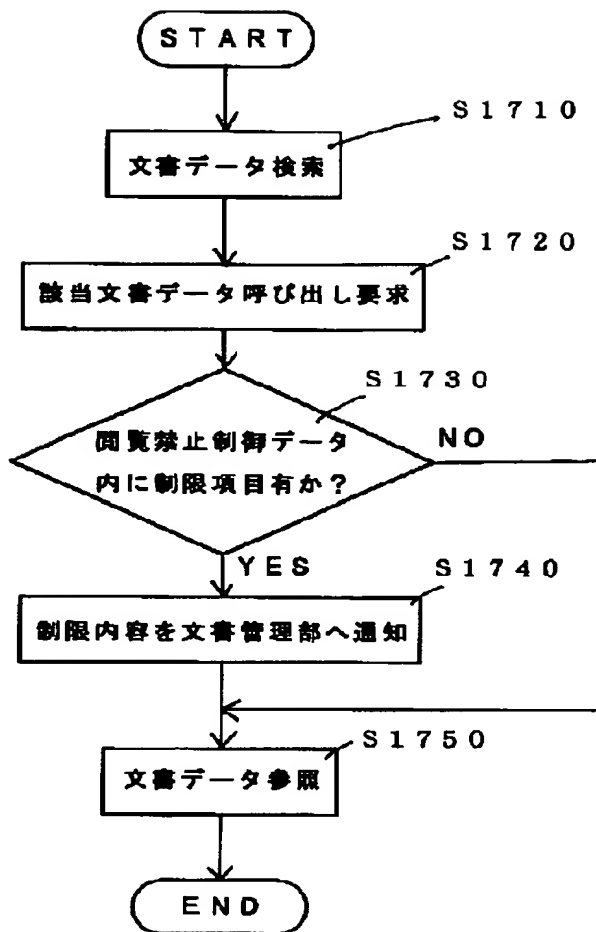 START
S1710
文書データ検索
S1720
該当文書データ呼び出し要求
S1730
閲覧禁止制御データ
内に制限項目有か？
NO
YES
S1740
制限内容を文書管理部へ通知
S1750
文書データ参照
END